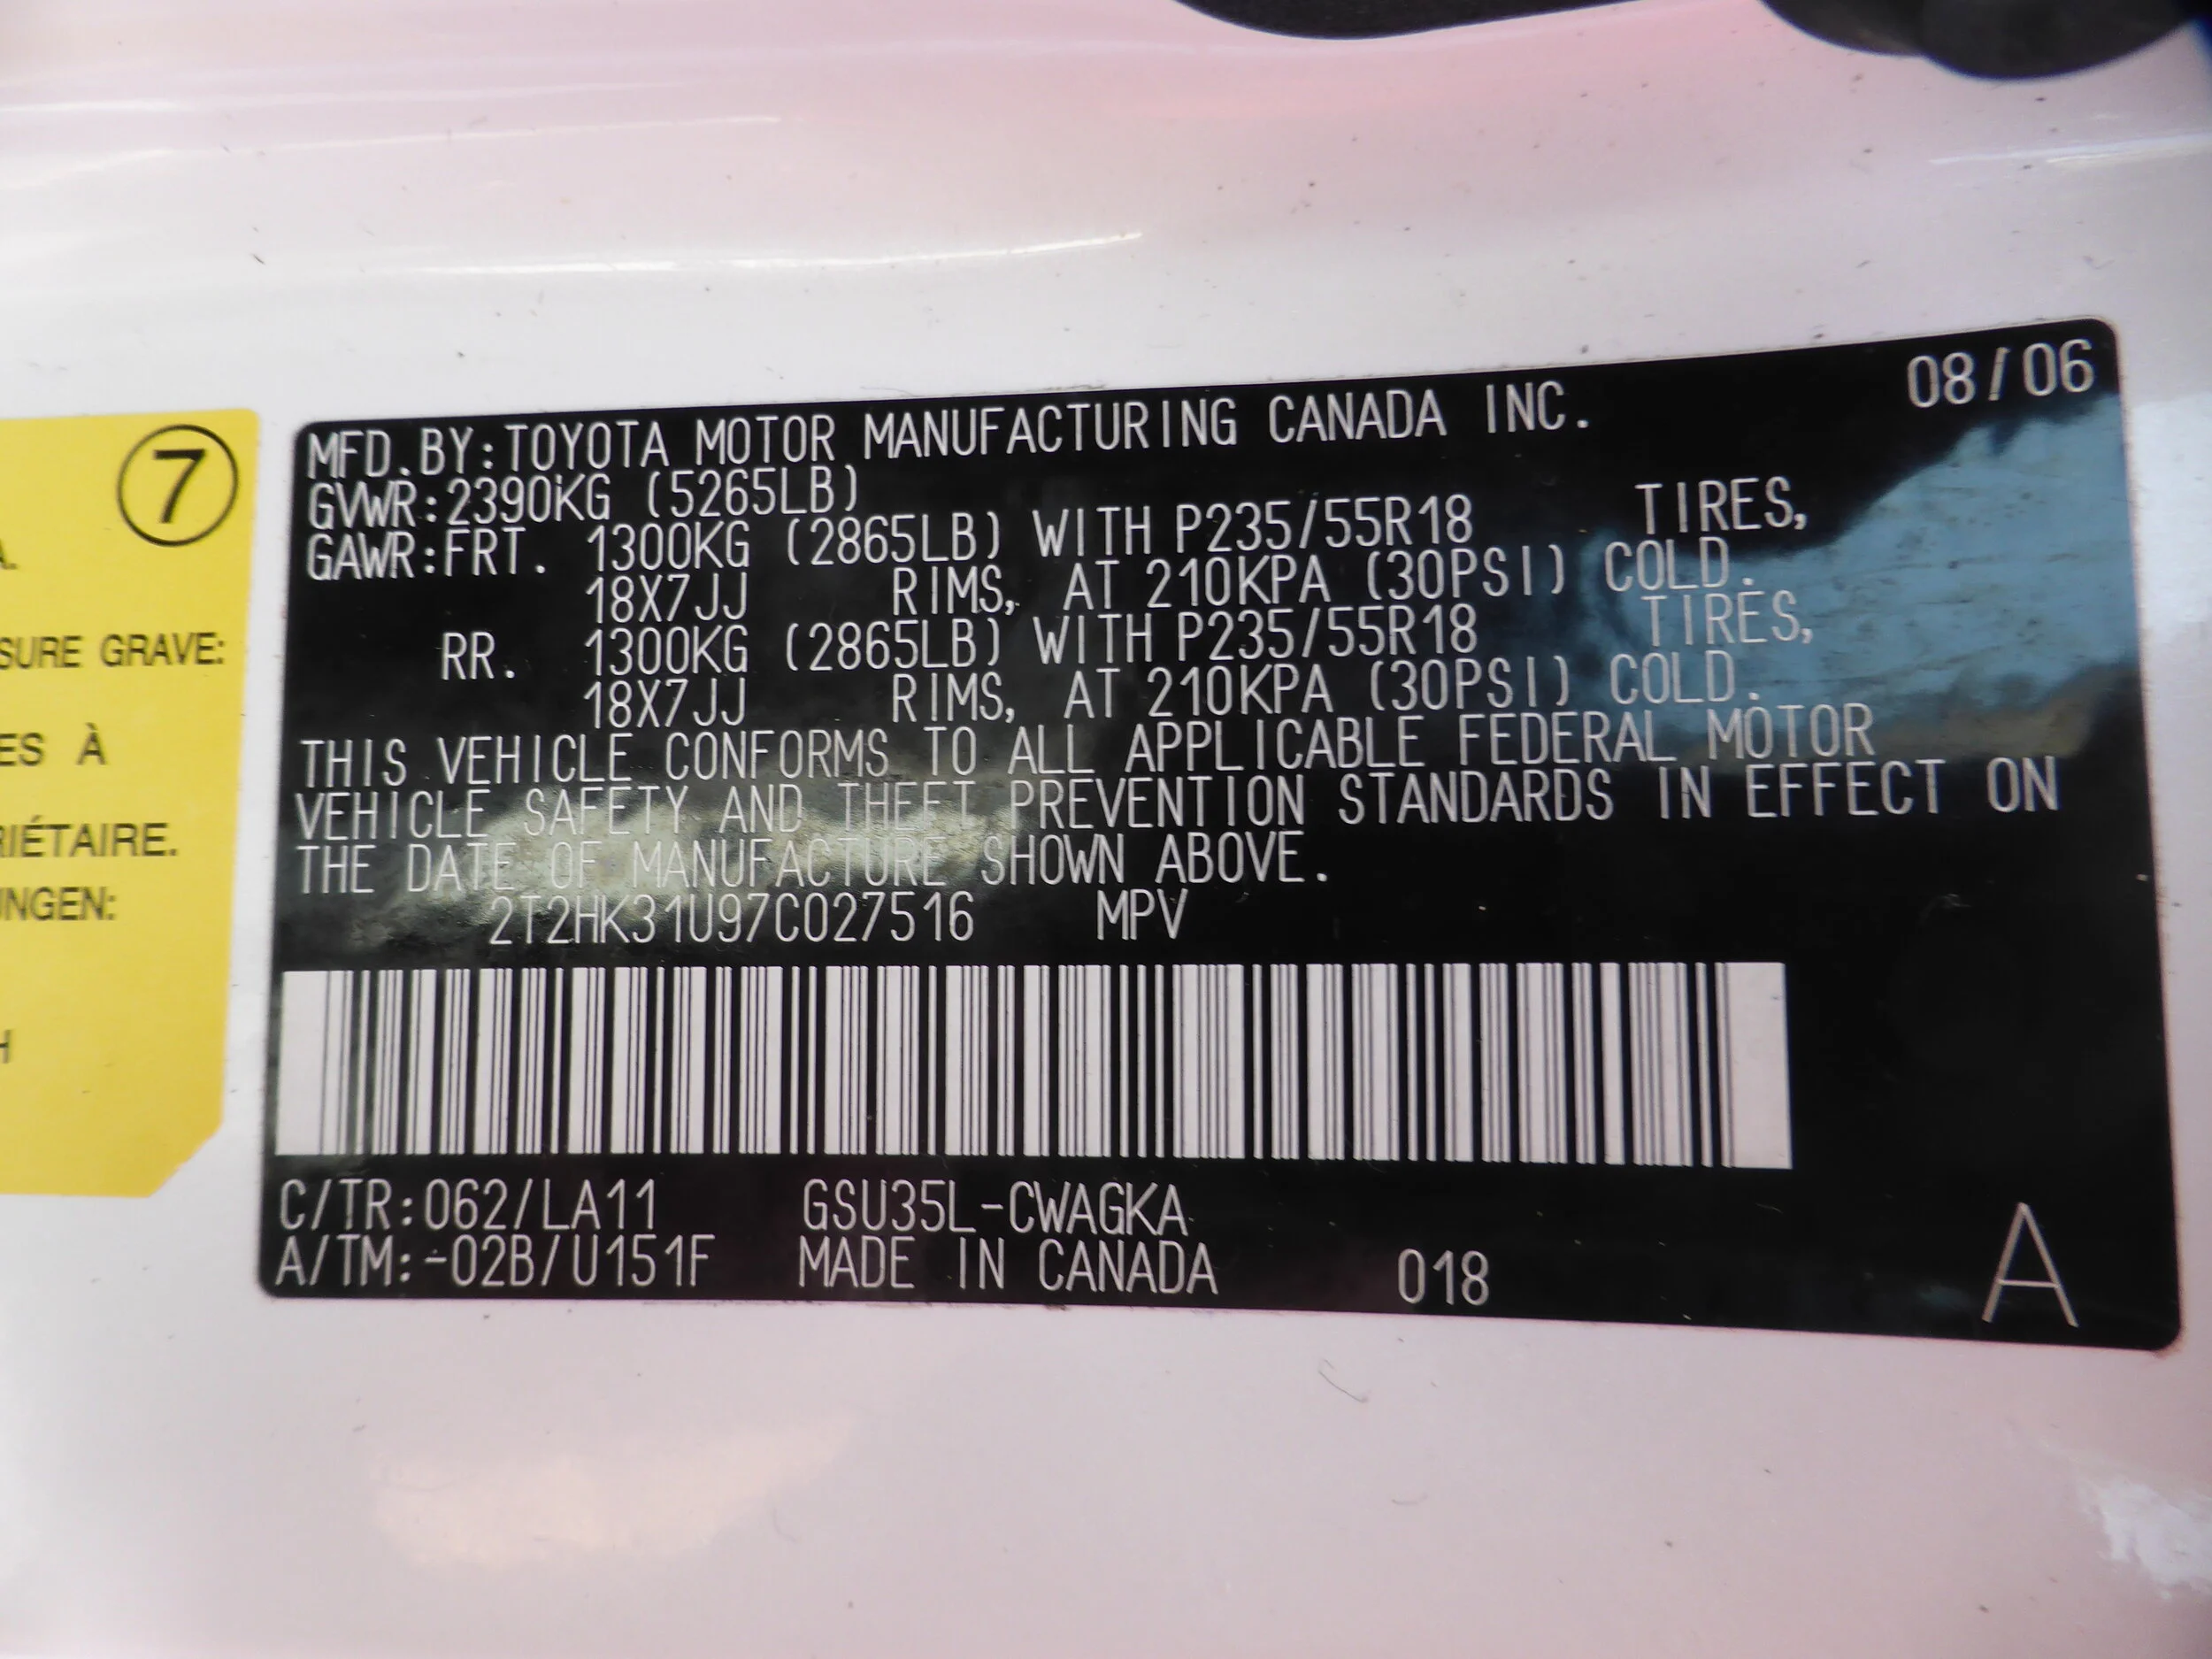 7
A.
SURE GRAVE:
ES À
RIÉTAIRE.
UNGEN:
H
08/06
MFD.BY:TOYOTA MOTOR MANUFACTURING CANADA INC.
GVWR:2390KG (5265LB)
GAWR:FRT. 1300KG (2865LB) WITH P235/55R18 TIRES,
18X7JJ RIMS, AT 210KPA (30PSI) COLD.
RR. 1300KG (2865LB) WITH P235/55R18 TIRES,
18X7JJ RIMS, AT 210KPA (30PSI) COLD.
THIS VEHICLE CONFORMS TO ALL APPLICABLE FEDERAL MOTOR
VEHICLE SAFETY AND THEFT PREVENTION STANDARDS IN EFFECT ON
THE DATE OF MANUFACTURE SHOWN ABOVE.
2T2HK31U97C027516 MPV
C/TR:062/LA11 GSU35L-CWAGKA
A/TM:-02B/U151F MADE IN CANADA 018 A